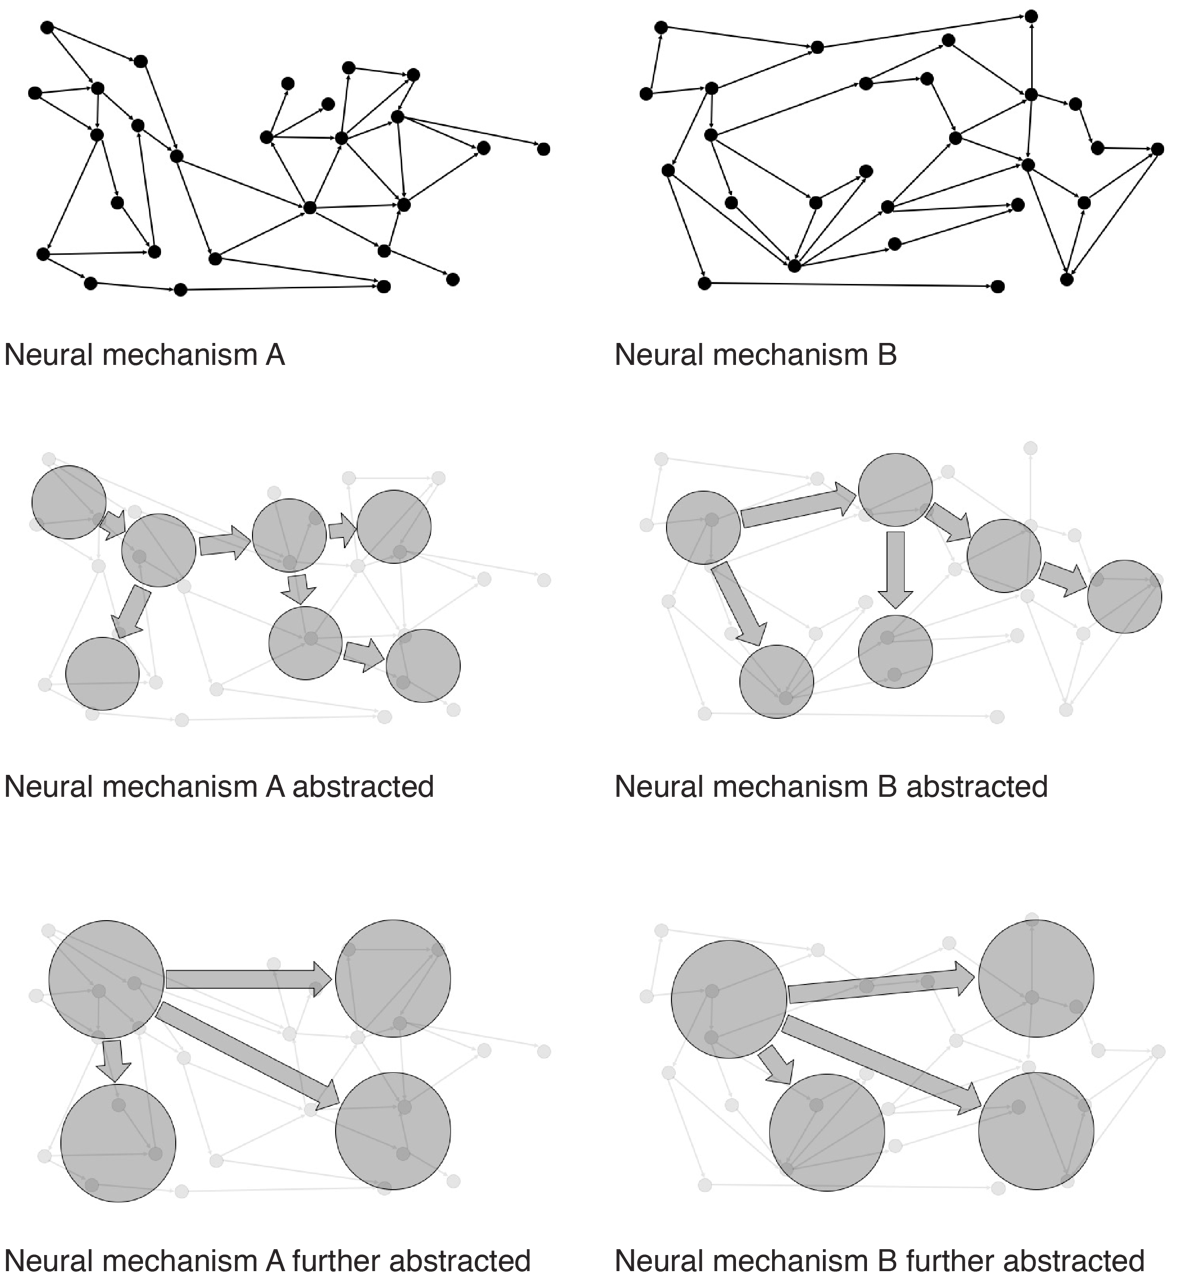 Neural mechanism A
Neural mechanism B
Neural mechanism A abstracted
Neural mechanism B abstracted
Neural mechanism A further abstracted
Neural mechanism B further abstracted